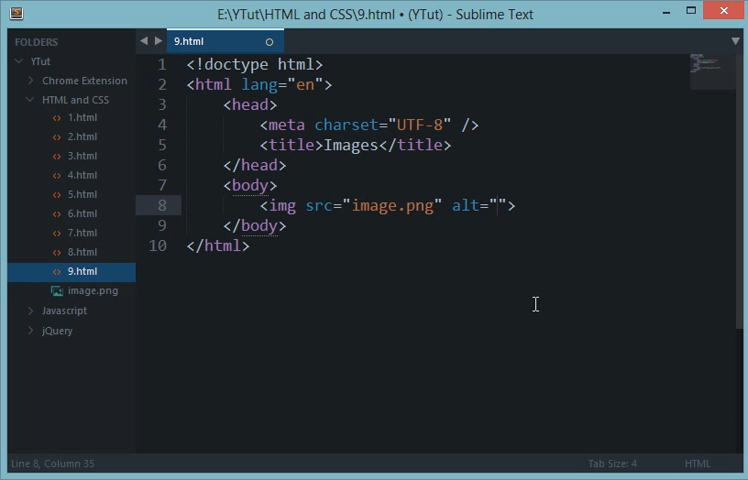 E:\YTut\HTML and CSS\9.html • (YTut) - Sublime Text
FOLDERS
YTut
Chrome Extension
HTML and CSS
1.html
2.html
3.html
4.html
5.html
6.html
7.html
8.html
9.html
image.png
Javascript
jQuery
9.html
1 <!doctype html>
2 <html lang="en">
3 <head>
4 <meta charset="UTF-8" />
5 <title>Images</title>
6 </head>
7 <body>
8 <img src="image.png" alt="">
9 </body>
10 </html>
Line 8, Column 35
Tab Size: 4
HTML